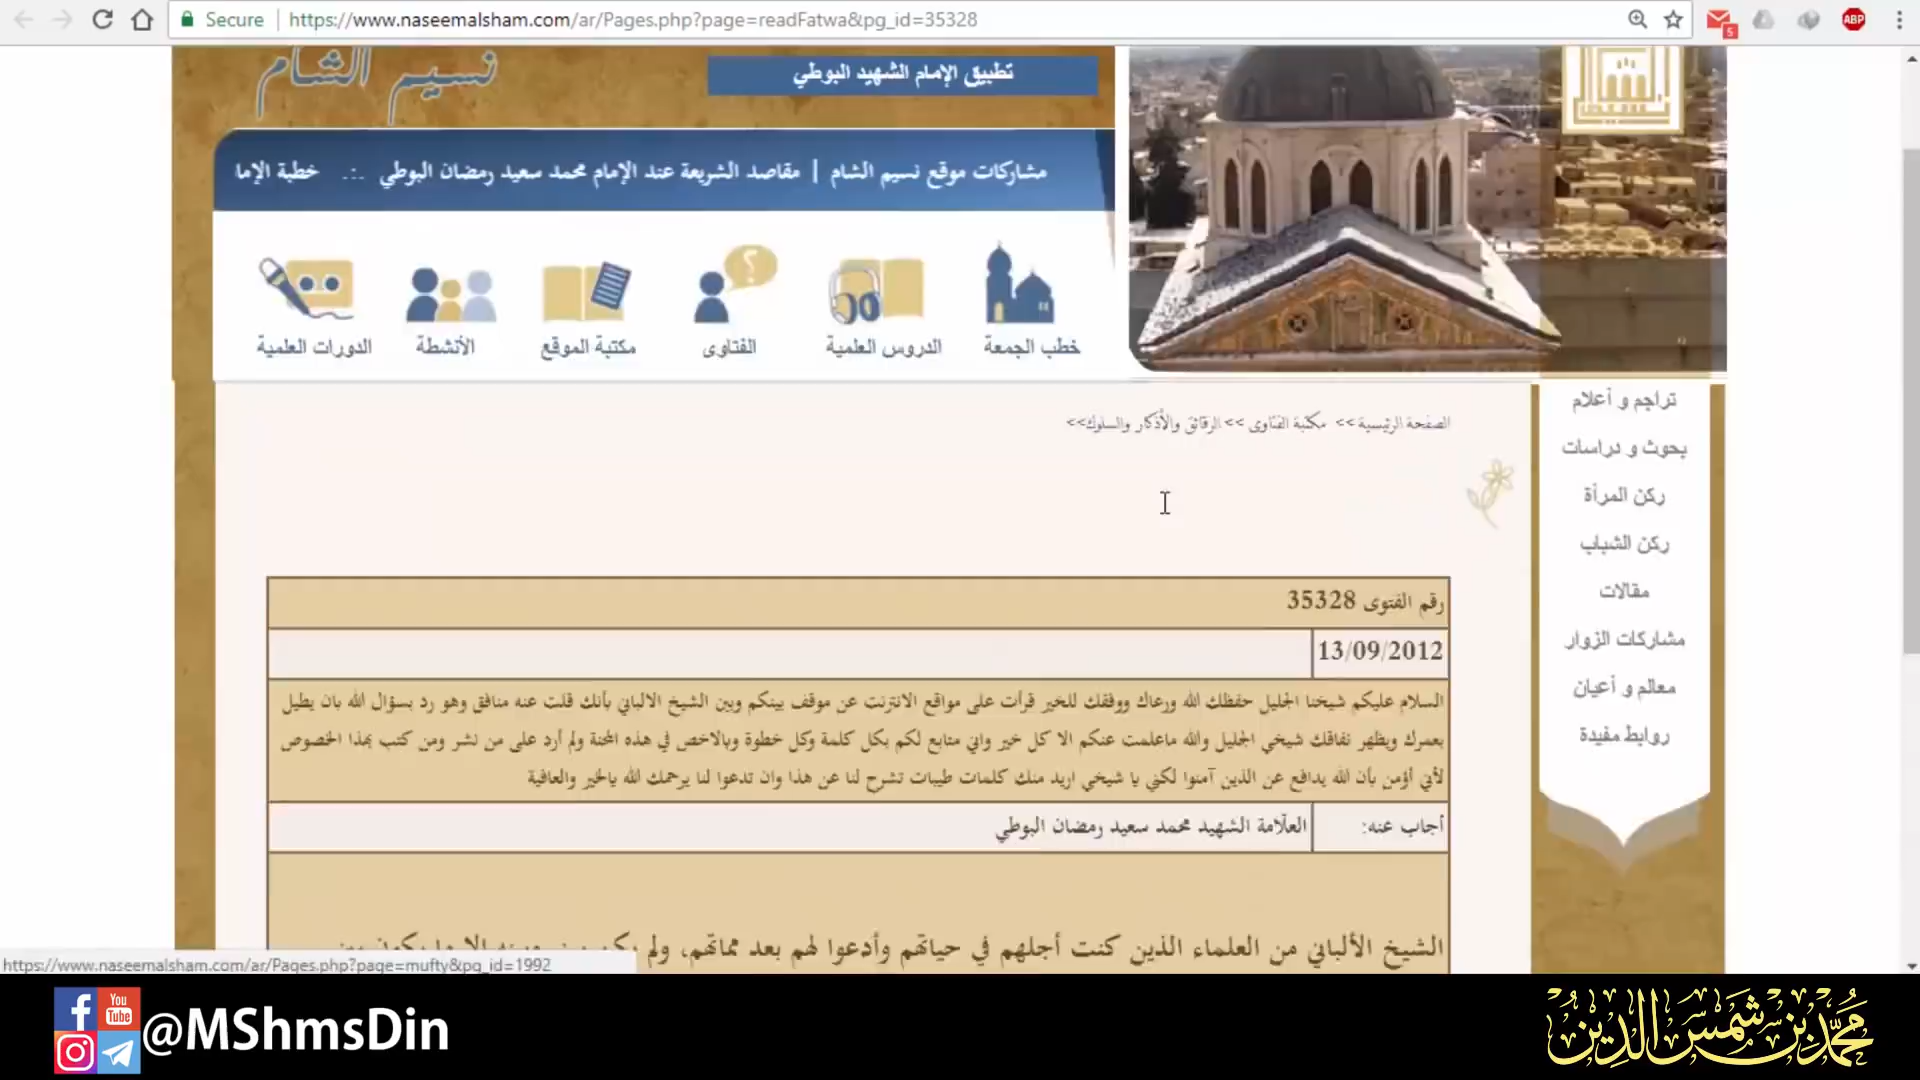 Secure | https://www.naseemalsham.com/ar/Pages.php?page=readFatwa&pg_id=35328
5
ABP
نسيم الشام
تطبيق الإمام الشهيد البوطي
مشاركات موقع نسيم الشام | مقاصد الشريعة عند الإمام محمد سعيد رمضان البوطي .:. خطبة الإما
خطب الجمعة
الدروس العلمية
الفتاوى
مكتبة الموقع
الأنشطة
الدورات العلمية
الصفحة الرئيسية >> مكتبة الفتاوى >> الرقائق والأذكار والسلوك>>
تراجم و أعلام
بحوث و دراسات
ركن المرأة
ركن الشباب
مقالات
مشاركات الزوار
معالم و أعيان
روابط مفيدة
رقم الفتوى 35328
13/09/2012
السلام عليكم شيخنا الجليل حفظك الله ورعاك ووفقك للخير قرأت على مواقع الانترنت عن موقف بينكم وبين الشيخ الالباني بأنك قلت عنه منافق وهو رد بسؤال الله بان يطيل
بعمرك ويظهر نفاقك شيخي الجليل والله ماعلمت عنكم الا كل خير واني متابع لكم بكل كلمة وكل خطوة وبالاخص في هذه المحنة ولم أرد على من نشر ومن كتب بهذا الخصوص
لأني أؤمن بأن الله يدافع عن الذين آمنوا لكني يا شيخي اريد منك كلمات طيبات تشرح لنا عن هذا وان تدعوا لنا يرحمك الله بالخير والعافية
أجاب عنه:
العلّامة الشهيد محمد سعيد رمضان البوطي
الشيخ الألباني من العلماء الذين كنت أجلهم في حياتهم وأدعوا لهم بعد مماتهم، ولم
https://www.naseemalsham.com/ar/Pages.php?page=mufty&pg_id=1992
You
Tube
@MShmsDin
محمد بن شمس الدين